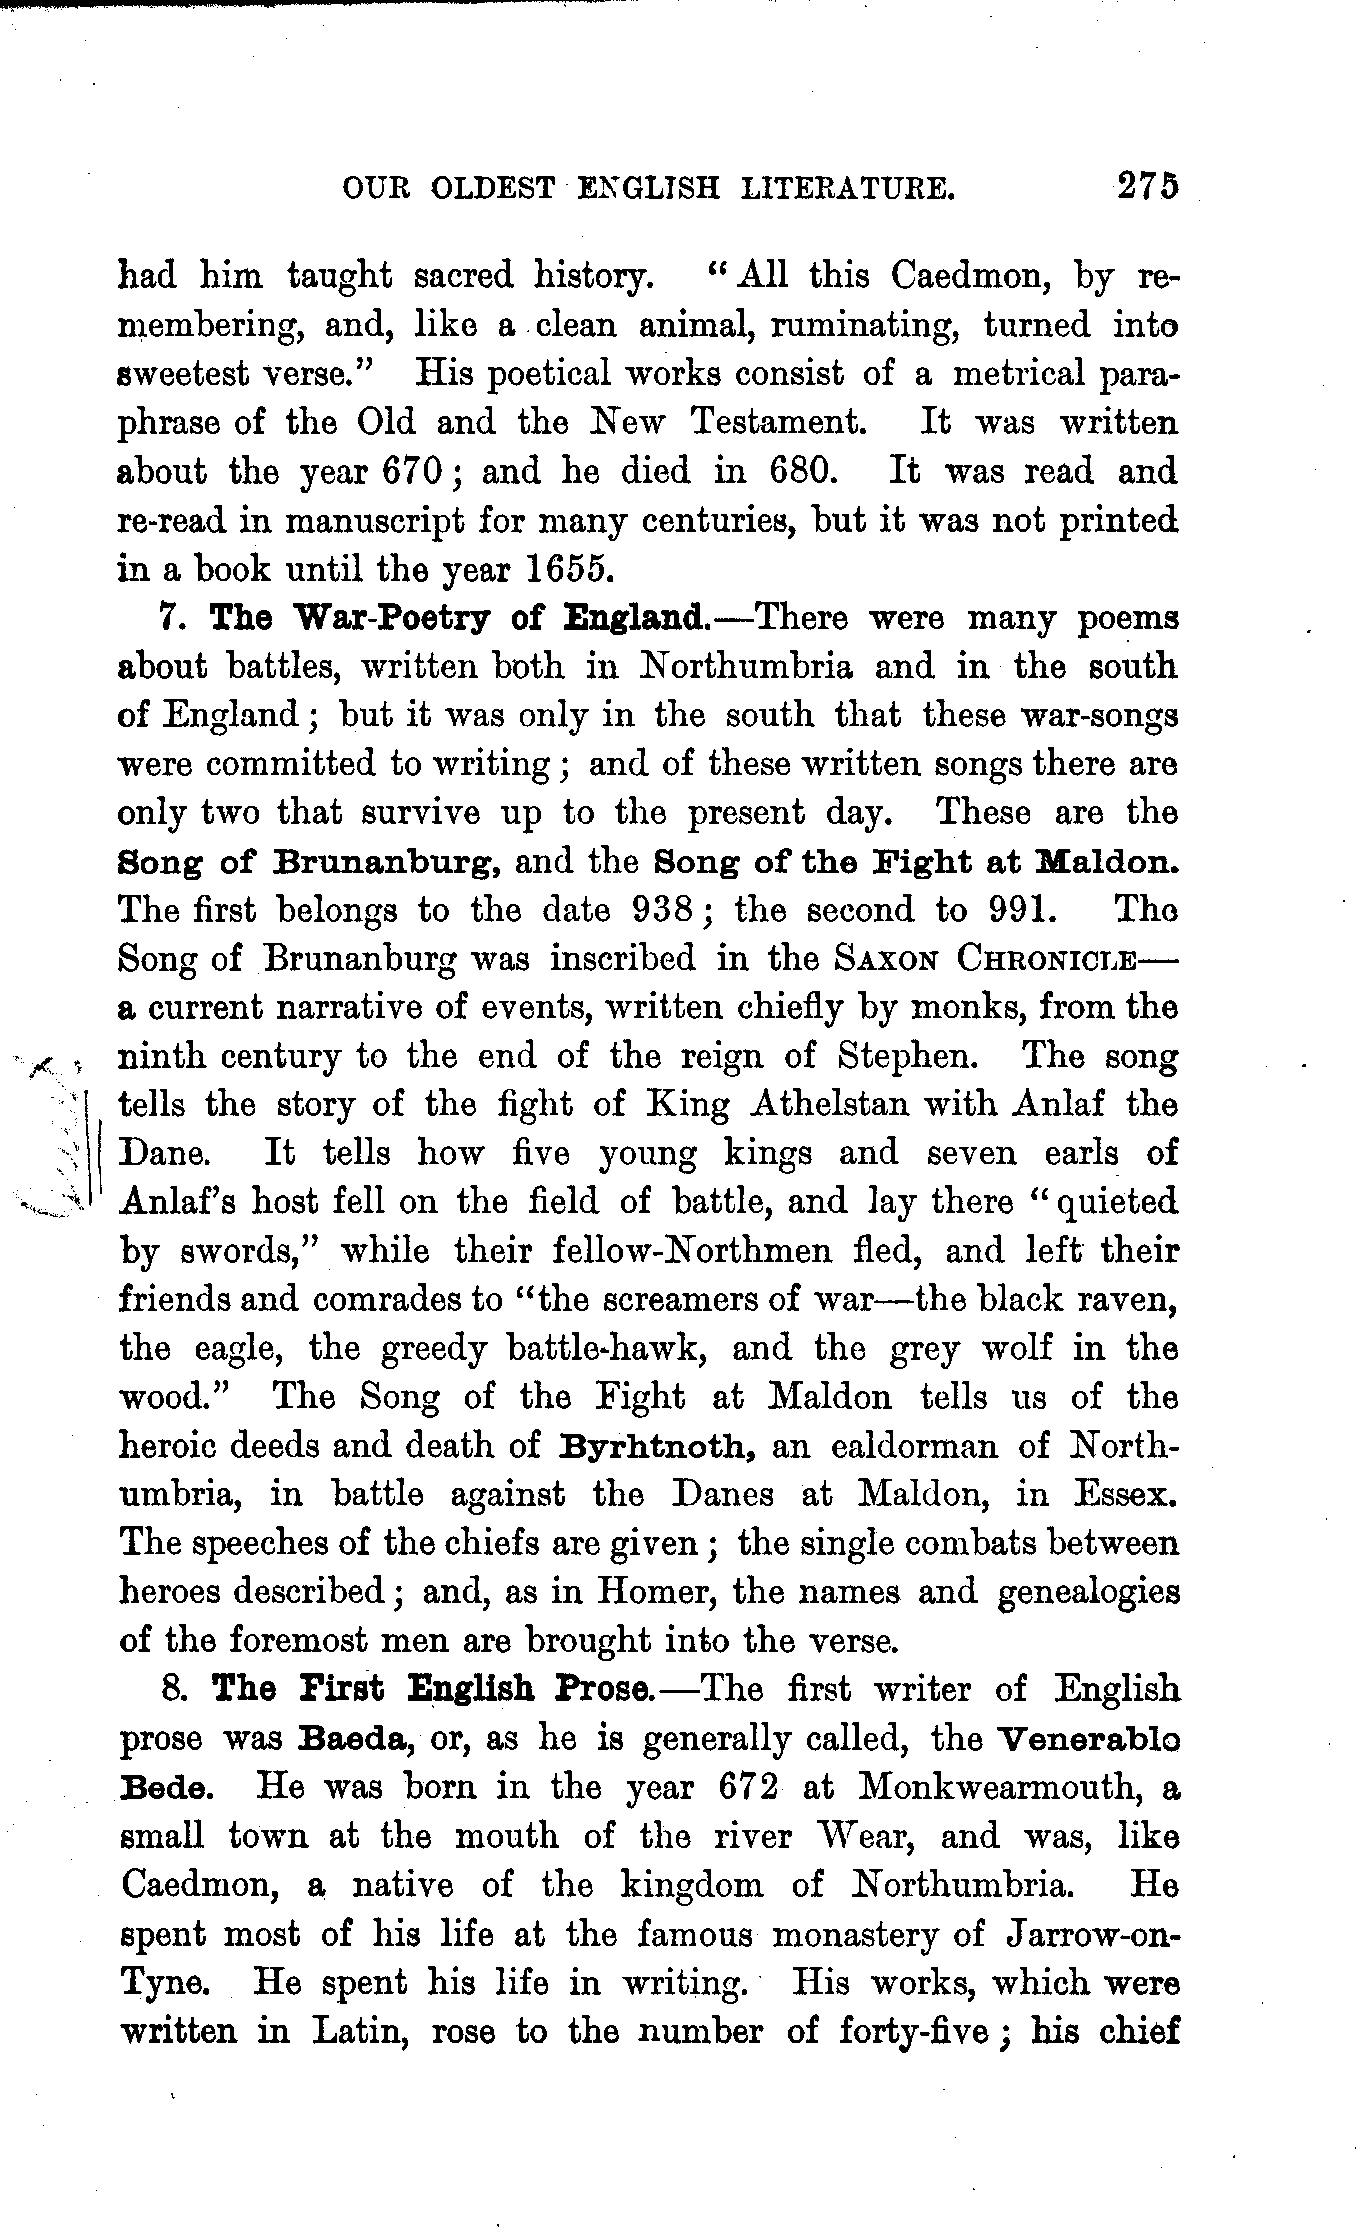 OUR OLDEST ENGLISH LITERATURE. 275
had him taught sacred history. “All this Caedmon, by re-
membering, and, like a clean animal, ruminating, turned into
sweetest verse.” His poetical works consist of a metrical para-
phrase of the Old and the New Testament. It was written
about the year 670; and he died in 680. It was read and
re-read in manuscript for many centuries, but it was not printed
in a book until the year 1655.
7. The War-Poetry of England.—There were many poems
about battles, written both in Northumbria and in the south
of England; but it was only in the south that these war-songs
were committed to writing; and of these written songs there are
only two that survive up to the present day. These are the
Song of Brunanburg, and the Song of the Fight at Maldon.
The first belongs to the date 938; the second to 991. The
Song of Brunanburg was inscribed in the SAXON CHRONICLE—
a current narrative of events, written chiefly by monks, from the
ninth century to the end of the reign of Stephen. The song
tells the story of the fight of King Athelstan with Anlaf the
Dane. It tells how five young kings and seven earls of
Anlaf’s host fell on the field of battle, and lay there “quieted
by swords,” while their fellow-Northmen fled, and left their
friends and comrades to “the screamers of war—the black raven,
the eagle, the greedy battle-hawk, and the grey wolf in the
wood.” The Song of the Fight at Maldon tells us of the
heroic deeds and death of Byrhtnoth, an ealdorman of North-
umbria, in battle against the Danes at Maldon, in Essex.
The speeches of the chiefs are given; the single combats between
heroes described; and, as in Homer, the names and genealogies
of the foremost men are brought into the verse.
8. The First English Prose.—The first writer of English
prose was Baeda, or, as he is generally called, the Venerable
Bede. He was born in the year 672 at Monkwearmouth, a
small town at the mouth of the river Wear, and was, like
Caedmon, a native of the kingdom of Northumbria. He
spent most of his life at the famous monastery of Jarrow-on-
Tyne. He spent his life in writing. His works, which were
written in Latin, rose to the number of forty-five; his chief